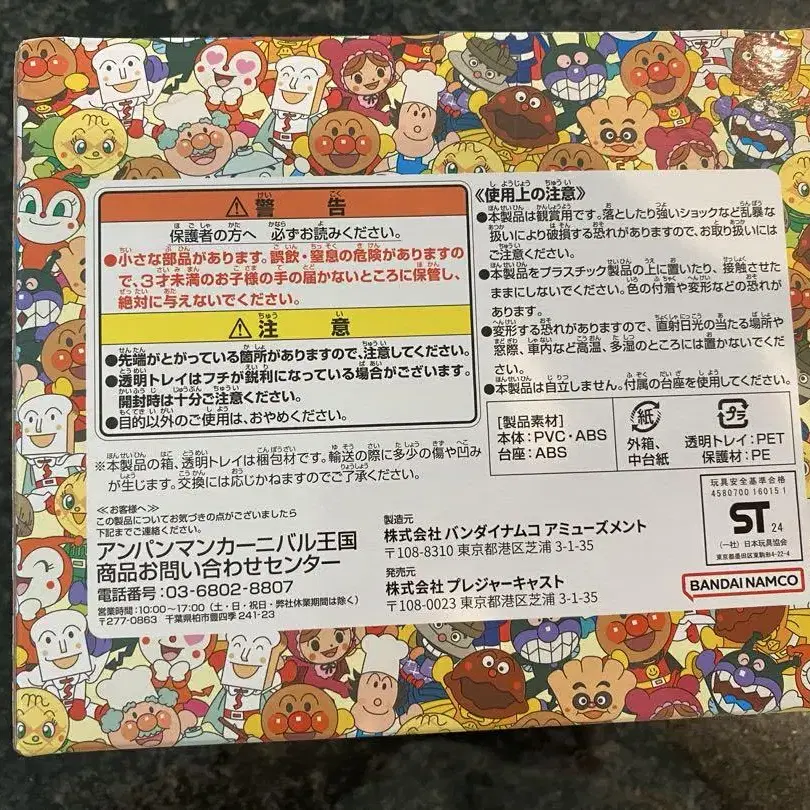 ⚠警告
保護者の方へ 必ずお読みください。
●小さな部品があります。誤飲・窒息の危険がありますの
で、3才未満のお子様の手の届かないところに保管し、
絶対に与えないでください。
⚠注意
●先端がとがっている箇所がありますので、注意してください。
●透明トレイはフチが鋭利になっている場合がございます。
開封時は十分ご注意ください。
●目的以外のご使用は、おやめください。
※本製品の箱、透明トレイは梱包材です。輸送の際に多少の傷や凹み
が生じます。交換には応じかねますのでご了承ください。
≪お客様へ≫
この製品についてお気づきの点がございましたら
下記までご連絡ください。
アンパンマンカーニバル王国
商品お問い合わせセンター
電話番号:03-6802-8807
営業時間:10:00~17:00(土・日・祝日・弊社休業期間は除く)
〒277-0863 千葉県柏市豊四季241-23
《使用上の注意》
●本製品は観賞用です。落としたり強いショックなど乱暴な
扱いにより破損する恐れがありますので、お取り扱いには
ご注意ください。
●本製品をプラスチック製品の上に置いたり、接触させた
ままにしないでください。色の付着や変形などの恐れが
あります。
●変形する恐れがありますので、直射日光の当たる場所や
窓際、車内など高温、多湿のところには置かないでくださ
い。
●本製品は自立しません。付属の台座を使用してください。
[製品素材]
本体:PVC・ABS
台座:ABS
紙
外箱、
中台紙
プラ
透明トレイ:PET
保護材:PE
製造元
株式会社 バンダイナムコ アミューズメント
〒108-8310 東京都港区芝浦 3-1-35
発売元
株式会社 プレジャーキャスト
〒108-0023 東京都港区芝浦 3-1-35
玩具安全基準合格
4580700 16015 1
ST 24
(一社)日本玩具協会
東京都墨田区東駒形4-22-4
BANDAI NAMCO